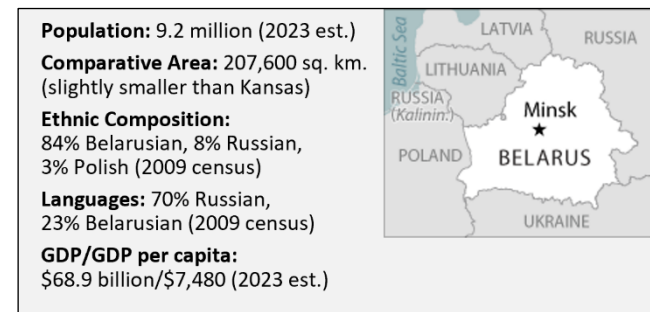 Population: 9.2 million (2023 est.)
Comparative Area: 207,600 sq. km.
(slightly smaller than Kansas)
Ethnic Composition:
84% Belarusian, 8% Russian,
3% Polish (2009 census)
Languages: 70% Russian,
23% Belarusian (2009 census)
GDP/GDP per capita:
$68.9 billion/$7,480 (2023 est.)
Baltic Sea
LATVIA
RUSSIA
LITHUANIA
RUSSIA
(Kalinin.)
Minsk
POLAND
BELARUS
UKRAINE